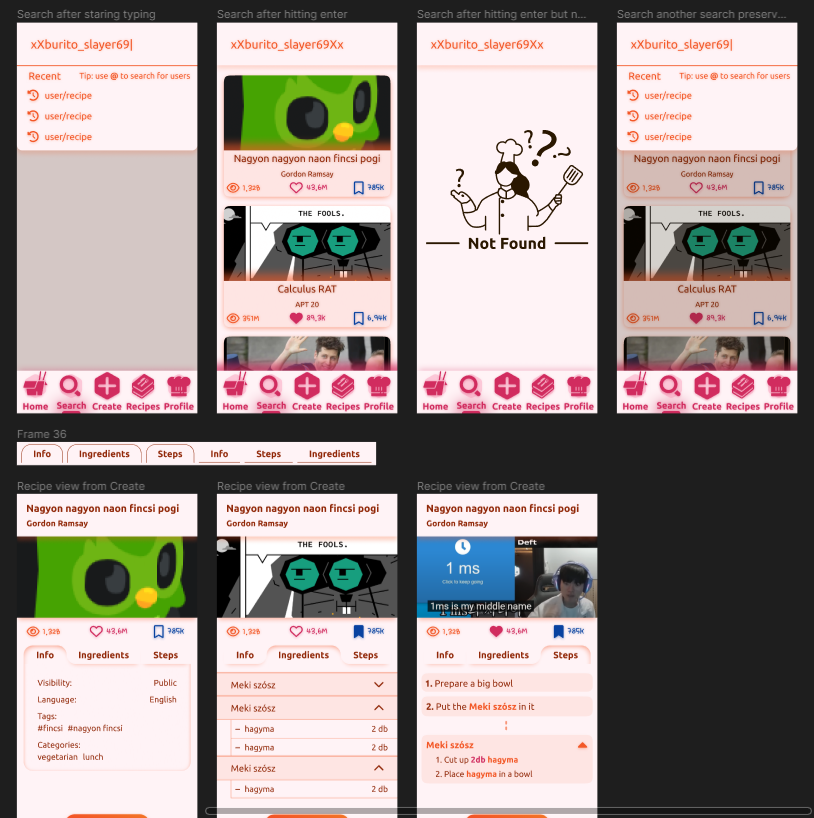 Search after staring typing
xXburito_slayer69|
Recent Tip: use @ to search for users
user/recipe
user/recipe
user/recipe
Home Search Create Recipes Profile
Search after hitting enter
xXburito_slayer69Xx
Nagyon nagyon naon fincsi pogi
Gordon Ramsay
1,32B 43,6M 785k
THE FOOLS.
Calculus RAT
APT 20
351M 89,3k 6,94k
Home Search Create Recipes Profile
Search after hitting enter but n...
xXburito_slayer69Xx
? ? ? ?
Not Found
Home Search Create Recipes Profile
Search another search preserv...
xXburito_slayer69|
Recent Tip: use @ to search for users
user/recipe
user/recipe
user/recipe
Nagyon nagyon naon fincsi pogi
Gordon Ramsay
1,32B 43,6M 785k
THE FOOLS.
Calculus RAT
APT 20
351M 89,3k 6,94k
Home Search Create Recipes Profile
Frame 36
Info Ingredients Steps Info Steps Ingredients
Recipe view from Create
Nagyon nagyon naon fincsi pogi
Gordon Ramsay
1,32B 43,6M 785k
Info Ingredients Steps
Visibility: Public
Language: English
Tags:
#fincsi #nagyon fincsi
Categories:
vegetarian lunch
Recipe view from Create
Nagyon nagyon naon fincsi pogi
Gordon Ramsay
THE FOOLS.
1,32B 43,6M 785k
Info Ingredients Steps
Meki szósz
Meki szósz
– hagyma 2 db
– hagyma 2 db
Meki szósz
– hagyma 2 db
Recipe view from Create
Nagyon nagyon naon fincsi pogi
Gordon Ramsay
Deft
1 ms
Click to keep going
1ms is my middle name
1,32B 43,6M 785k
Info Ingredients Steps
1. Prepare a big bowl
2. Put the Meki szósz in it
Meki szósz
1. Cut up 2db hagyma
2. Place hagyma in a bowl